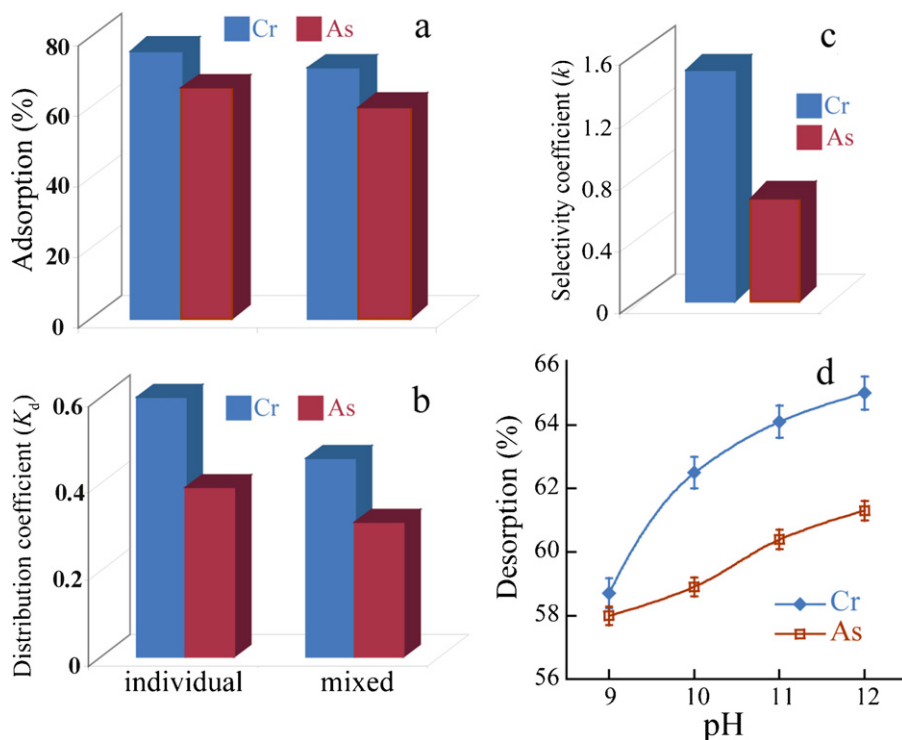 a
Cr As
Adsorption (%)
80
60
40
20
0
b
Cr As
Distribution coefficient (Kd)
0.6
0.4
0.2
0
individual mixed
c
Cr
As
Selectivity coefficient (k)
1.6
1.2
0.8
0.4
0
d
Desorption (%)
66
64
62
60
58
56
Cr
As
9 10 11 12
pH